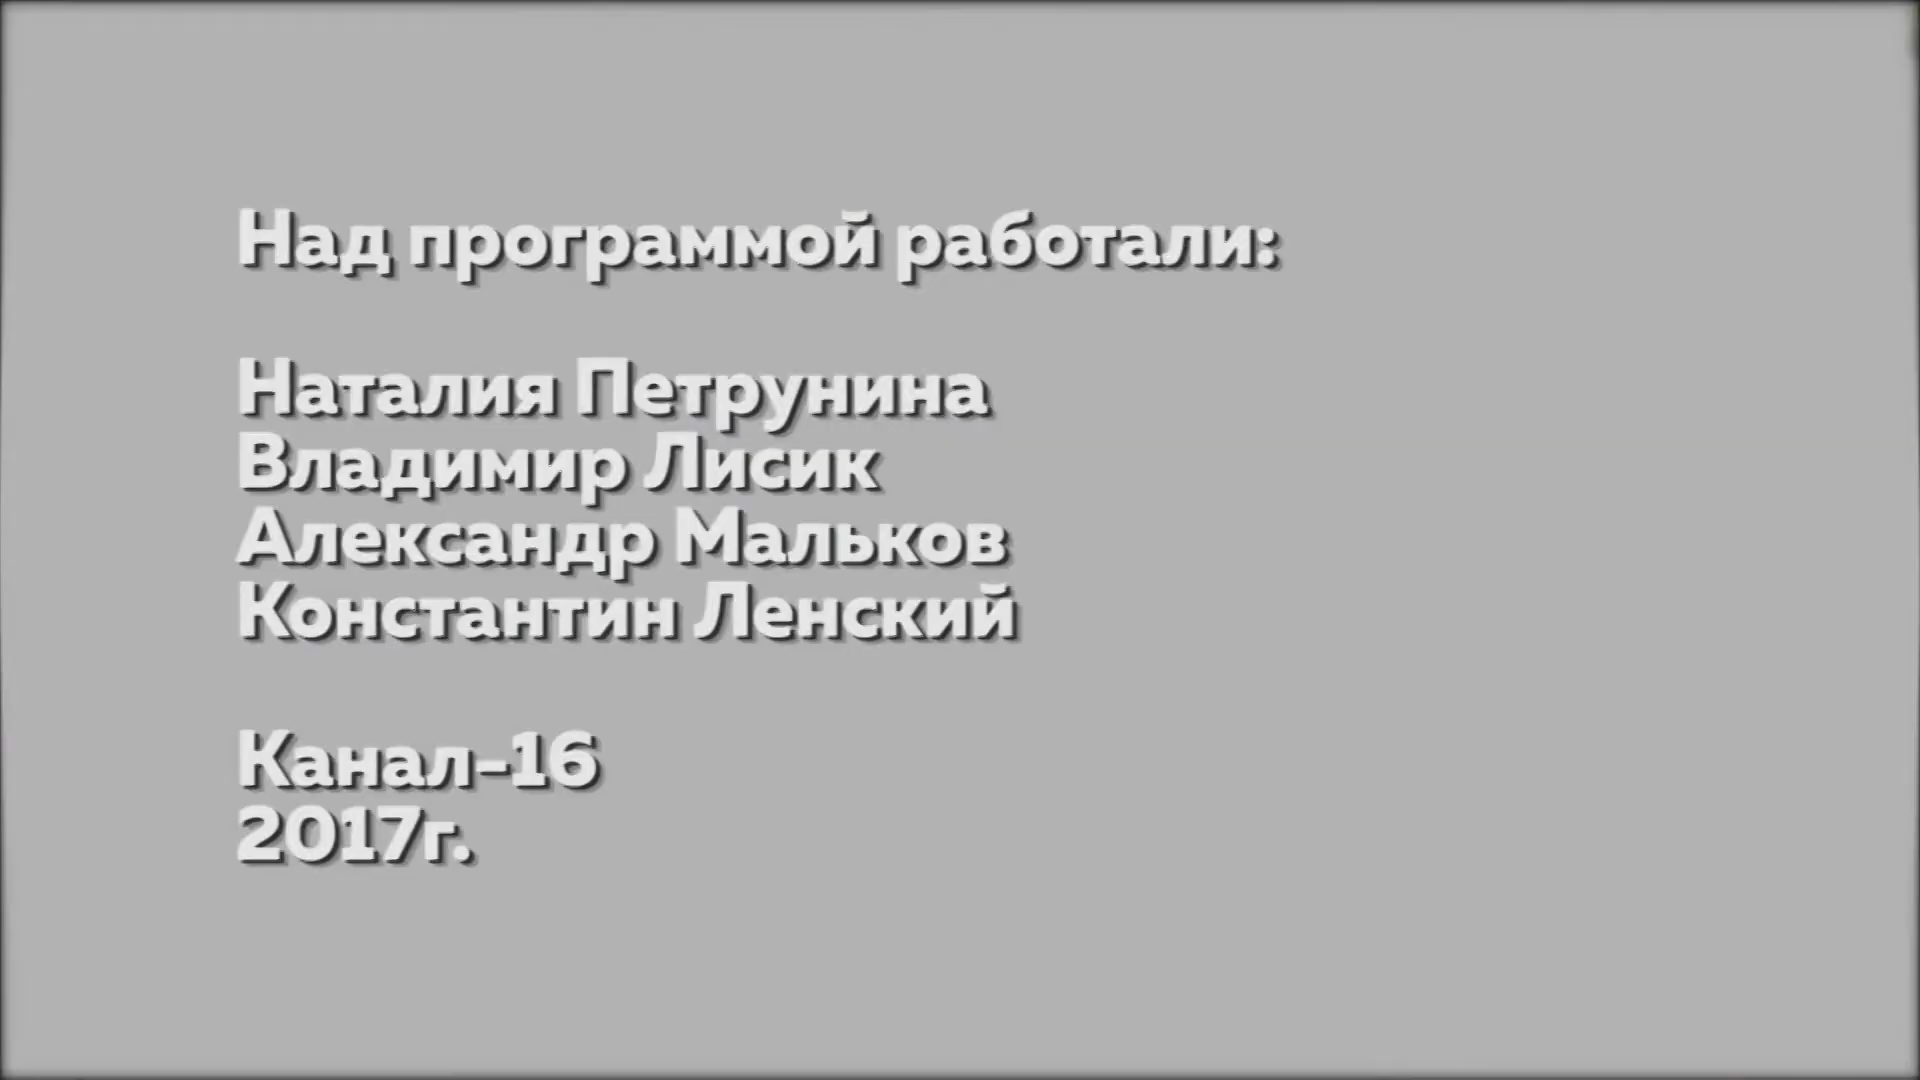 Над программой работали:
Наталия Петрунина
Владимир Лисик
Александр Мальков
Константин Ленский
Канал-16
2017г.